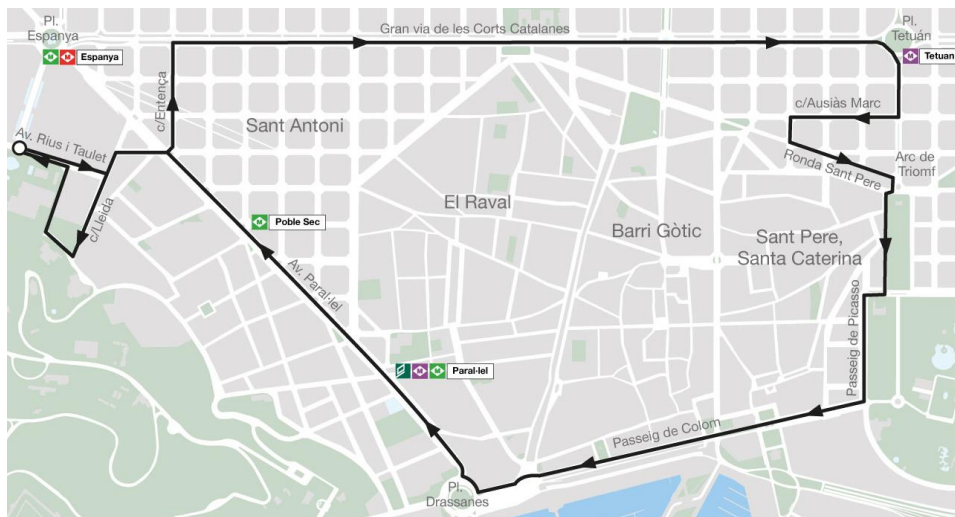 Pl.
Espanya
Espanya
Gran via de les Corts Catalanes
Pl.
Tetuán
Tetuan
c/Entença
c/Ausiàs Marc
Sant Antoni
Av. Rius i Taulet
Ronda Sant Pere
Arc de
Triomf
c/Lleida
El Raval
Poble Sec
Barri Gòtic
Sant Pere,
Santa Caterina
Av. Paral·lel
Passeig de Picasso
Paral·lel
Passeig de Colom
Pl.
Drassanes